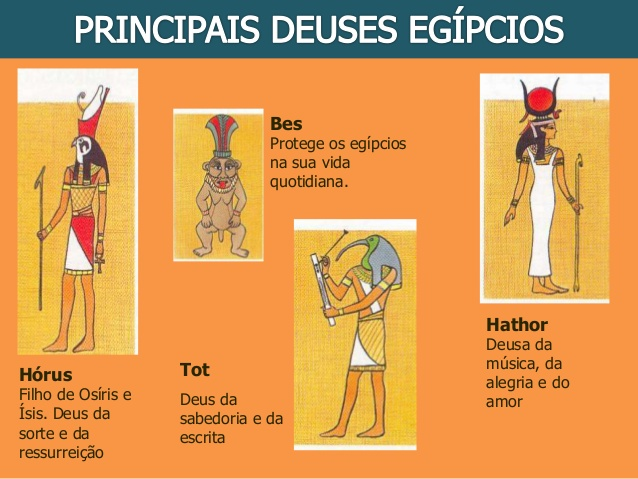 PRINCIPAIS DEUSES EGÍPCIOS
Bes
Protege os egípcios
na sua vida
quotidiana.
Hathor
Deusa da
música, da
alegria e do
amor
Hórus
Filho de Osíris e
Ísis. Deus da
sorte e da
ressurreição
Tot
Deus da
sabedoria e da
escrita